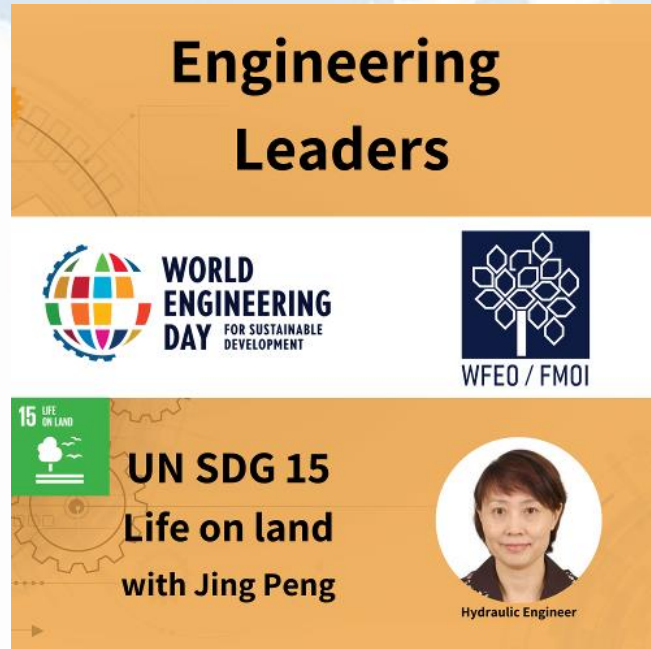 Engineering
Leaders
WORLD
ENGINEERING
DAY FOR SUSTAINABLE
DEVELOPMENT
WFEO / FMOI
15 LIFE
ON LAND
UN SDG 15
Life on land
with Jing Peng
Hydraulic Engineer